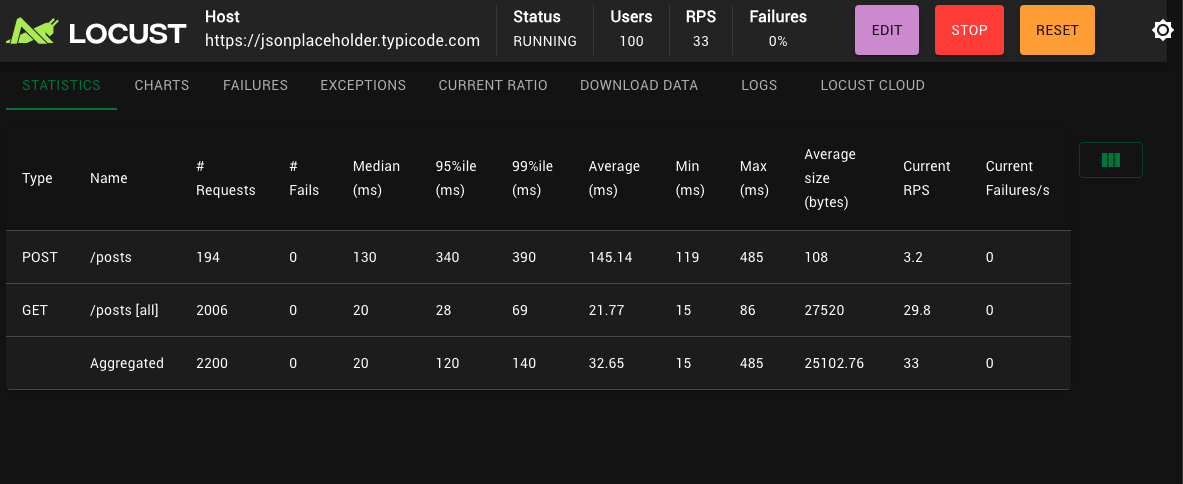 LOCUST
Host
https://jsonplaceholder.typicode.com
Status
RUNNING
Users
100
RPS
33
Failures
0%
EDIT
STOP
RESET
STATISTICS CHARTS FAILURES EXCEPTIONS CURRENT RATIO DOWNLOAD DATA LOGS LOCUST CLOUD
Type
Name
#
Requests
#
Fails
Median
(ms)
95%ile
(ms)
99%ile
(ms)
Average
(ms)
Min
(ms)
Max
(ms)
Average
size
(bytes)
Current
RPS
Current
Failures/s
POST /posts 194 0 130 340 390 145.14 119 485 108 3.2 0
GET /posts [all] 2006 0 20 28 69 21.77 15 86 27520 29.8 0
Aggregated 2200 0 20 120 140 32.65 15 485 25102.76 33 0